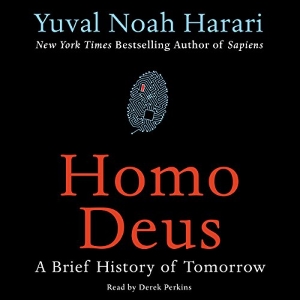 Yuval Noah Harari
New York Times Bestselling Author of Sapiens
Homo
Deus
A Brief History of Tomorrow
Read by Derek Perkins